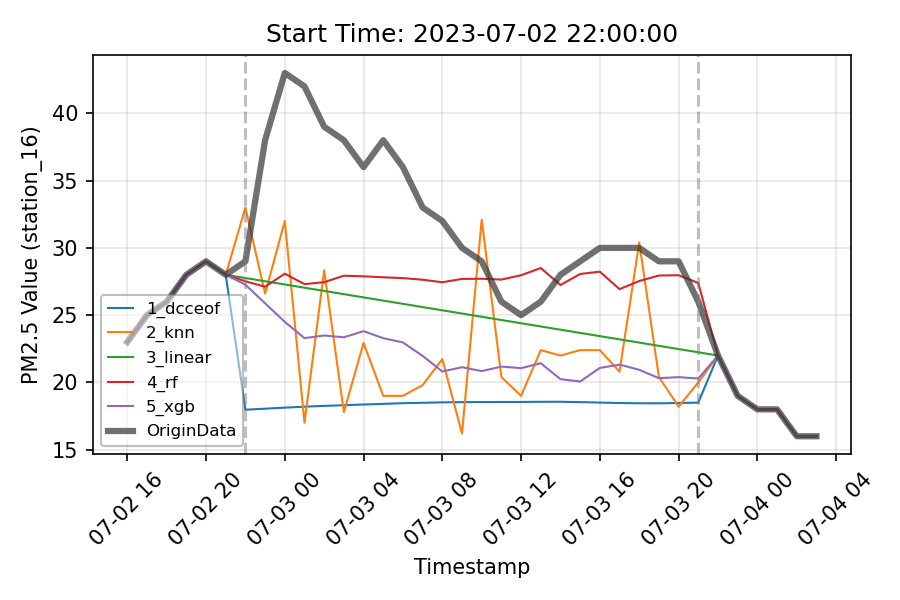 Start Time: 2023-07-02 22:00:00
PM2.5 Value (station_16)
40
35
30
25
20
15
1_dcceof
2_knn
3_linear
4_rf
5_xgb
OriginData
07-02 16
07-02 20
07-03 00
07-03 04
07-03 08
07-03 12
07-03 16
07-03 20
07-04 00
07-04 04
Timestamp